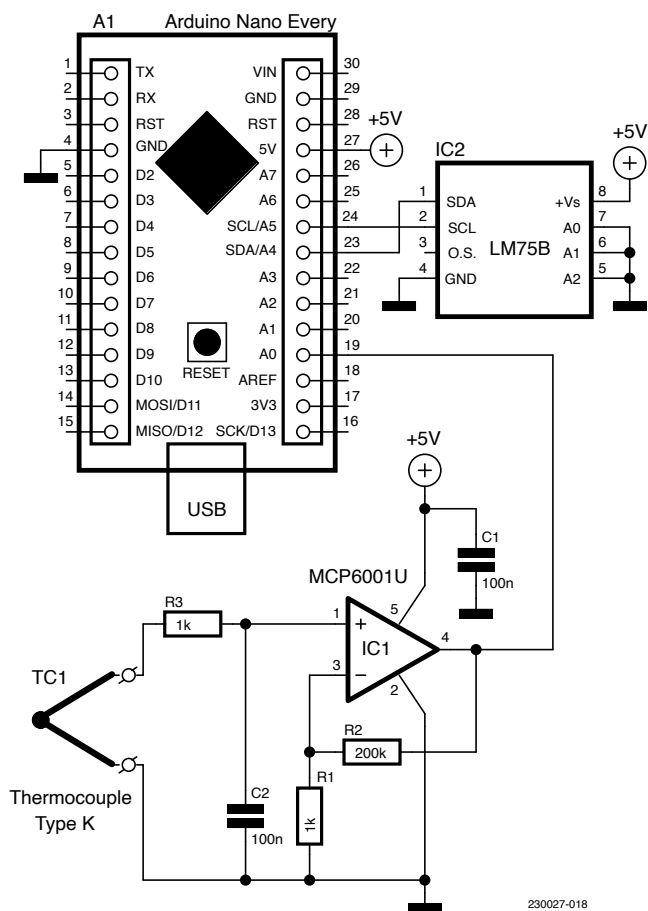 A1 Arduino Nano Every
1 TX VIN 30
2 RX GND 29
3 RST RST 28
4 GND 5V 27 +5V
5 D2 A7 26
6 D3 A6 25
7 D4 SCL/A5 24
8 D5 SDA/A4 23
9 D6 A3 22
10 D7 A2 21
11 D8 A1 20
12 D9 A0 19
13 D10 AREF 18
14 MOSI/D11 3V3 17
15 MISO/D12 SCK/D13 16
RESET
USB
+5V
IC2
1 SDA +Vs 8
2 SCL A0 7
3 O.S. A1 6
4 GND A2 5
LM75B
+5V
C1
100n
MCP6001U
R3
1k
1 + 5
IC1 4
3 − 2
TC1
R2
200k
R1
1k
C2
100n
Thermocouple
Type K
230027-018